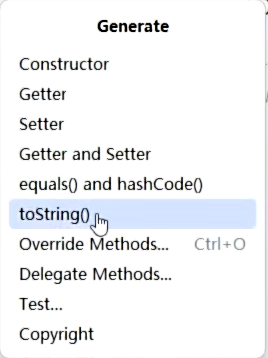 Generate
Constructor
Getter
Setter
Getter and Setter
equals() and hashCode()
toString()
Override Methods... Ctrl+O
Delegate Methods...
Test...
Copyright